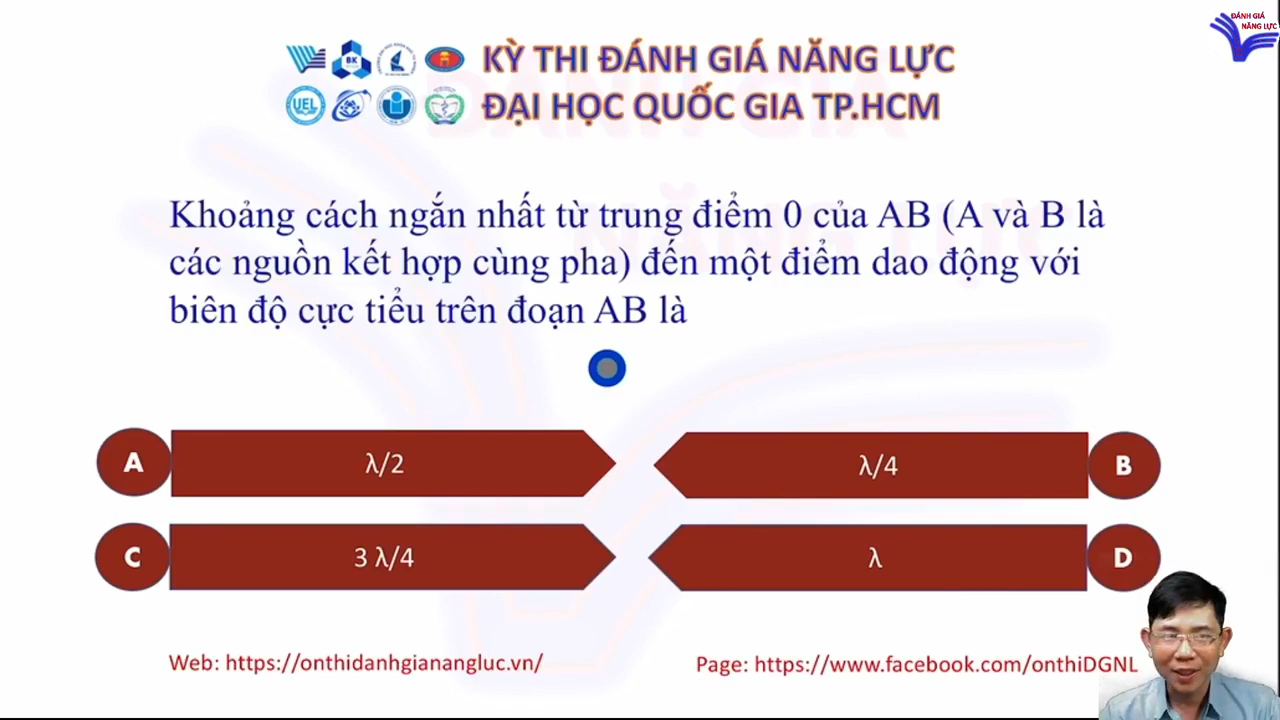 ĐÁNH GIÁ
NĂNG LỰC
KỲ THI ĐÁNH GIÁ NĂNG LỰC
ĐẠI HỌC QUỐC GIA TP.HCM
BK
UEL
Khoảng cách ngắn nhất từ trung điểm 0 của AB (A và B là
các nguồn kết hợp cùng pha) đến một điểm dao động với
biên độ cực tiểu trên đoạn AB là
A
λ/2
λ/4
B
C
3 λ/4
λ
D
Web: https://onthidanhgianangluc.vn/
Page: https://www.facebook.com/onthiDGNL